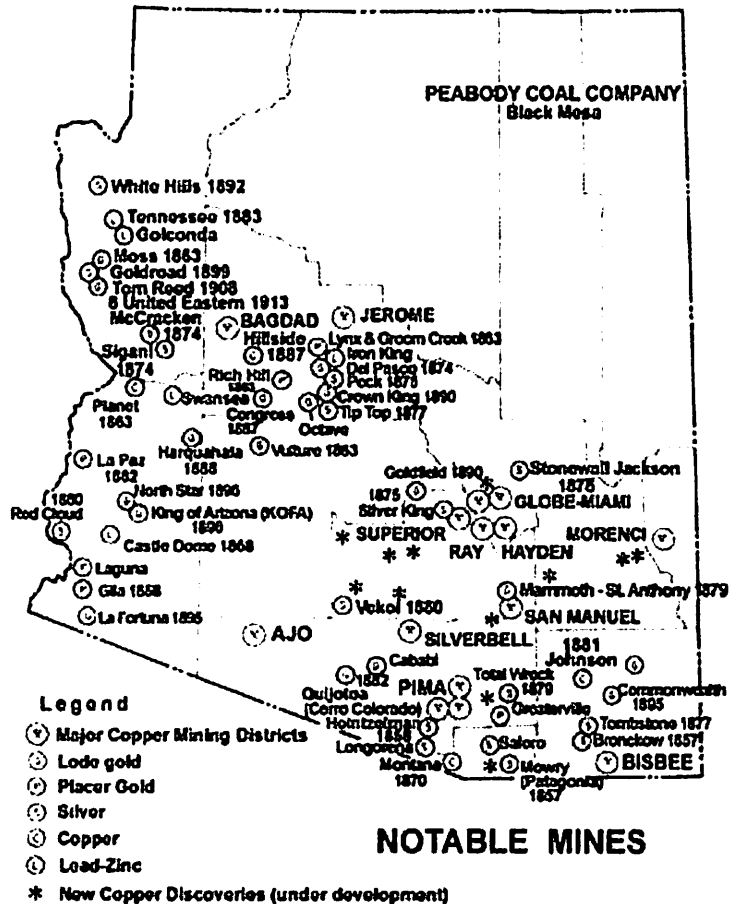 PEABODY COAL COMPANY
Black Mesa
White Hills 1892
Tennessee 1883
Golconda
Moss 1863
Goldroad 1899
Tom Reed 1908
& United Eastern 1913
McCracken
1874
Signal
1874
BAGDAD
JEROME
Hillside
1887
Lynx & Groom Creek 1863
Iron King
Del Pasco 1874
Peck 1875
Crown King 1890
Tip Top 1877
Octave
Rich Hill
1863
Planet
1863
Swansea
Congress
1887
Harquahala
1888
Vulture 1863
La Paz
1862
North Star 1896
King of Arizona (KOFA)
1896
1880
Red Cloud
Castle Dome 1868
Laguna
Gila 1858
La Fortuna 1895
Goldfield 1890
Stonewall Jackson
1876
1875
Silver King
GLOBE-MIAMI
SUPERIOR
RAY
HAYDEN
MORENCI
Mammoth - St. Anthony 1879
Vekol 1880
SAN MANUEL
AJO
SILVERBELL
1881
Johnson
Cababi
Quijotoa
1882
PIMA
Total Wreck
1879
Commonwealth
1895
(Cerro Colorado)
Heintzelman
1856
Greaterville
Tombstone 1877
Bronckow 1857
Longorena
Salero
Montana
1870
Mowry
(Patagonia)
1857
BISBEE
Legend
Major Copper Mining Districts
Lode gold
Placer Gold
Silver
Copper
Lead-Zinc
* New Copper Discoveries (under development)
NOTABLE MINES